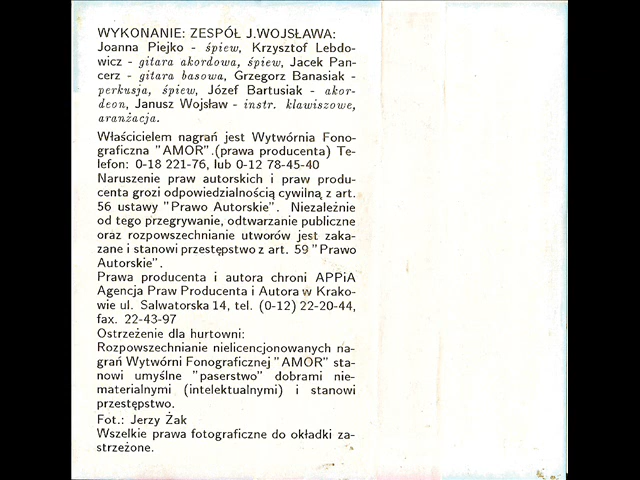 WYKONANIE: ZESPÓŁ J.WOJSŁAWA:
Joanna Piejko - śpiew, Krzysztof Lebdo-
wicz - gitara akordowa, śpiew, Jacek Pan-
cerz - gitara basowa, Grzegorz Banasiak -
perkusja, śpiew, Józef Bartusiak - akor-
deon, Janusz Wojsław - instr. klawiszowe,
aranżacja.
Właścicielem nagrań jest Wytwórnia Fono-
graficzna "AMOR".(prawa producenta) Te-
lefon: 0-18 221-76, lub 0-12 78-45-40
Naruszenie praw autorskich i praw produ-
centa grozi odpowiedzialnością cywilną z art.
56 ustawy "Prawo Autorskie". Niezależnie
od tego przegrywanie, odtwarzanie publiczne
oraz rozpowszechnianie utworów jest zaka-
zane i stanowi przestępstwo z art. 59 "Prawo
Autorskie".
Prawa producenta i autora chroni APPiA
Agencja Praw Producenta i Autora w Krako-
wie ul. Salwatorska 14, tel. (0-12) 22-20-44,
fax. 22-43-97
Ostrzeżenie dla hurtowni:
Rozpowszechnianie nielicencjonowanych na-
grań Wytwórni Fonograficznej "AMOR" sta-
nowi umyślne "paserstwo" dobrami nie-
materialnymi (intelektualnymi) i stanowi
przestępstwo.
Fot.: Jerzy Żak
Wszelkie prawa fotograficzne do okładki za-
strzeżone.